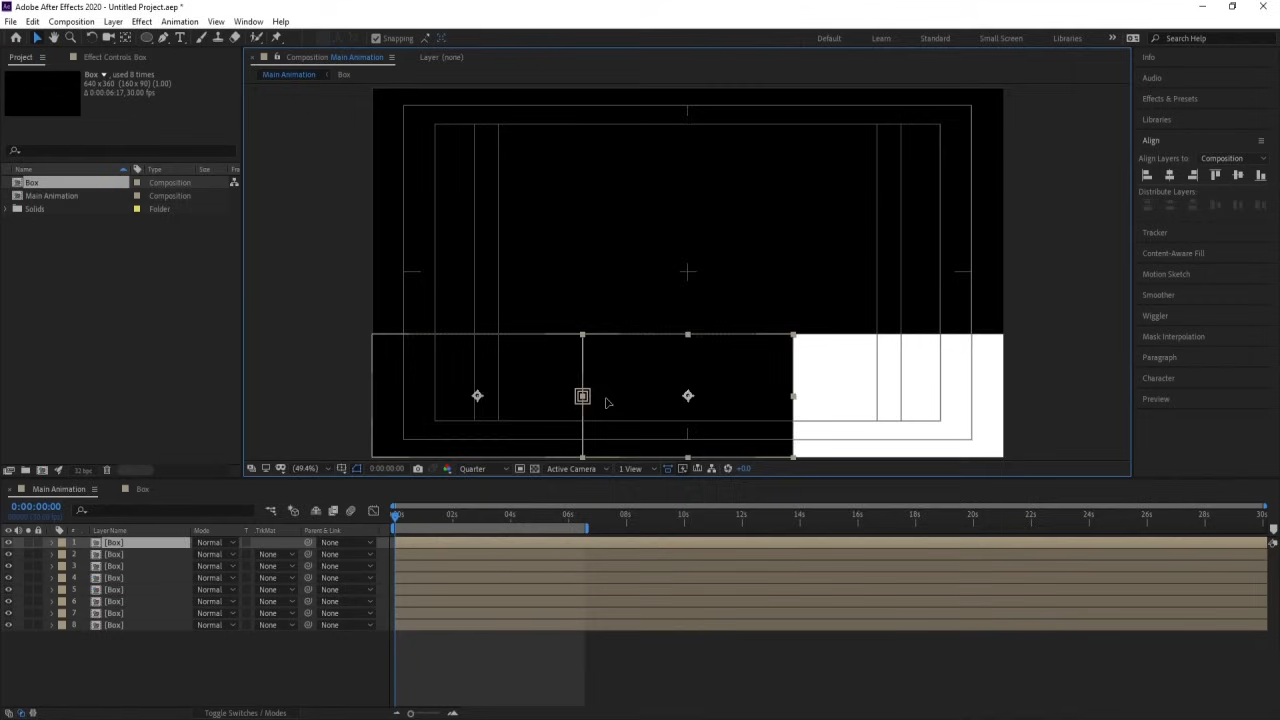 Adobe After Effects 2020 - Untitled Project.aep *
File Edit Composition Layer Effect Animation View Window Help
Snapping Default Learn Standard Small Screen Libraries Search Help
Project Effect Controls Box
Composition Main Animation Layer (none)
Main Animation Box
Box , used 8 times
640 x 360 (160 x 90) (1.00)
Δ 0:00:06:17, 30.00 fps
Name Type Size Fra
Box Composition
Main Animation Composition
Solids Folder
32 bpc
(49.4%) 0:00:00:00 Quarter Active Camera 1 View +0.0
Info
Audio
Effects & Presets
Libraries
Align
Align Layers to: Composition
Distribute Layers:
Tracker
Content-Aware Fill
Motion Sketch
Smoother
Wiggler
Mask Interpolation
Paragraph
Character
Preview
Main Animation Box
0:00:00:00
02s 04s 06s 08s 10s 12s 14s 16s 18s 20s 22s 24s 26s 28s 30s
# Layer Name Mode T .TrkMat Parent & Link
1 [Box] Normal None
2 [Box] Normal None None
3 [Box] Normal None None
4 [Box] Normal None None
5 [Box] Normal None None
6 [Box] Normal None None
7 [Box] Normal None None
8 [Box] Normal None None
Toggle Switches / Modes